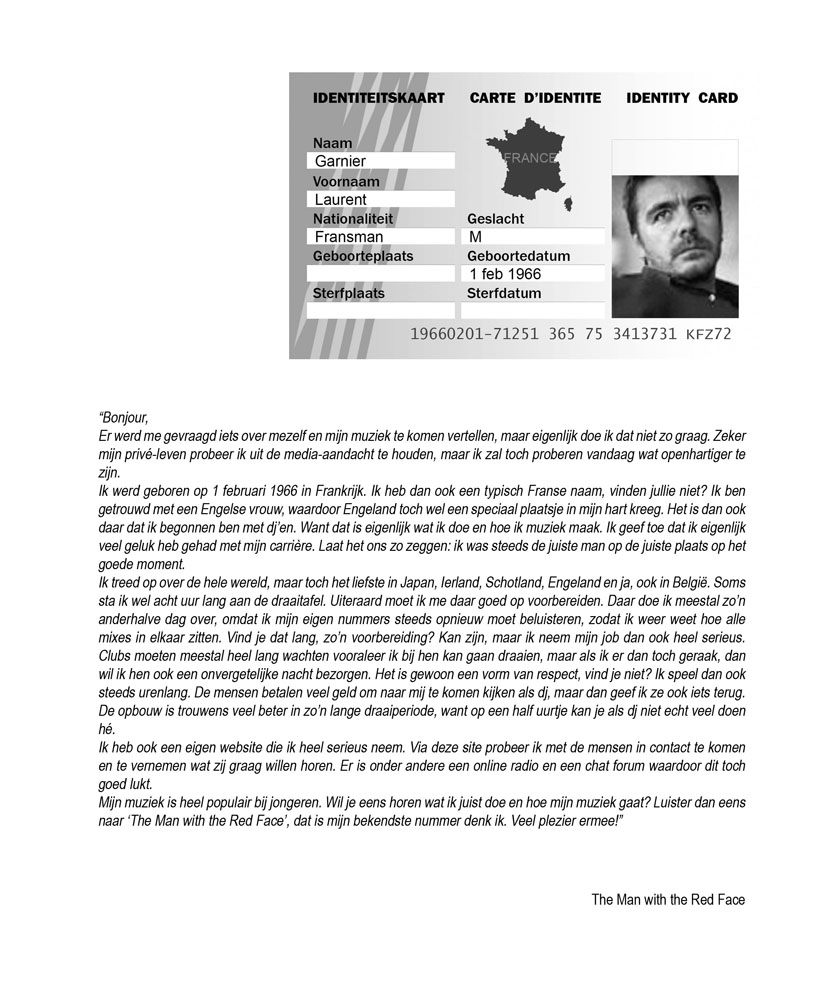 IDENTITEITSKAART CARTE D'IDENTITE IDENTITY CARD
Naam
Garnier
FRANCE
Voornaam
Laurent
Nationaliteit Geslacht
Fransman M
Geboorteplaats Geboortedatum
1 feb 1966
Sterfplaats Sterfdatum
19660201-71251 365 75 3413731 KFZ72
“Bonjour,
Er werd me gevraagd iets over mezelf en mijn muziek te komen vertellen, maar eigenlijk doe ik dat niet zo graag. Zeker
mijn privé-leven probeer ik uit de media-aandacht te houden, maar ik zal toch proberen vandaag wat openhartiger te
zijn.
Ik werd geboren op 1 februari 1966 in Frankrijk. Ik heb dan ook een typisch Franse naam, vinden jullie niet? Ik ben
getrouwd met een Engelse vrouw, waardoor Engeland toch wel een speciaal plaatsje in mijn hart kreeg. Het is dan ook
daar dat ik begonnen ben met dj’en. Want dat is eigenlijk wat ik doe en hoe ik muziek maak. Ik geef toe dat ik eigenlijk
veel geluk heb gehad met mijn carrière. Laat het ons zo zeggen: ik was steeds de juiste man op de juiste plaats op het
goede moment.
Ik treed op over de hele wereld, maar toch het liefste in Japan, Ierland, Schotland, Engeland en ja, ook in België. Soms
sta ik wel acht uur lang aan de draaitafel. Uiteraard moet ik me daar goed op voorbereiden. Daar doe ik meestal zo’n
anderhalve dag over, omdat ik mijn eigen nummers steeds opnieuw moet beluisteren, zodat ik weer weet hoe alle
mixes in elkaar zitten. Vind je dat lang, zo’n voorbereiding? Kan zijn, maar ik neem mijn job dan ook heel serieus.
Clubs moeten meestal heel lang wachten vooraleer ik bij hen kan gaan draaien, maar als ik er dan toch geraak, dan
wil ik hen ook een onvergetelijke nacht bezorgen. Het is gewoon een vorm van respect, vind je niet? Ik speel dan ook
steeds urenlang. De mensen betalen veel geld om naar mij te komen kijken als dj, maar dan geef ik ze ook iets terug.
De opbouw is trouwens veel beter in zo’n lange draaiperiode, want op een half uurtje kan je als dj niet echt veel doen
hé.
Ik heb ook een eigen website die ik heel serieus neem. Via deze site probeer ik met de mensen in contact te komen
en te vernemen wat zij graag willen horen. Er is onder andere een online radio en een chat forum waardoor dit toch
goed lukt.
Mijn muziek is heel populair bij jongeren. Wil je eens horen wat ik juist doe en hoe mijn muziek gaat? Luister dan eens
naar ‘The Man with the Red Face’, dat is mijn bekendste nummer denk ik. Veel plezier ermee!”
The Man with the Red Face